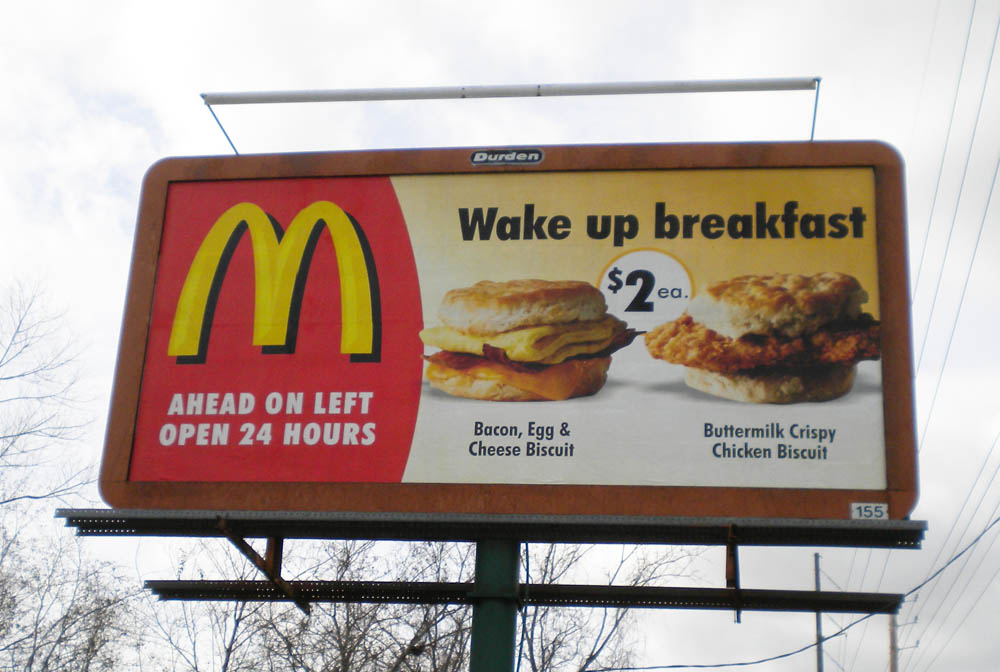 Durden
Wake up breakfast
$2 ea.
AHEAD ON LEFT
OPEN 24 HOURS
Bacon, Egg &
Cheese Biscuit
Buttermilk Crispy
Chicken Biscuit
155